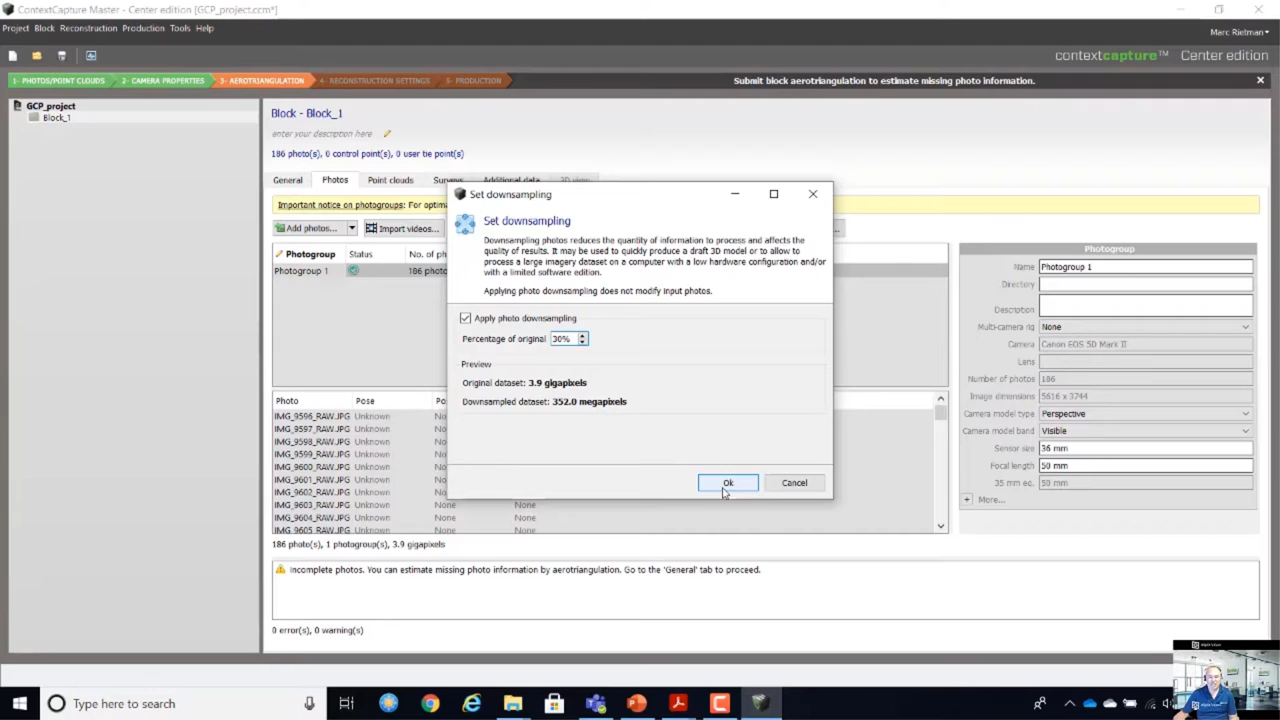 ContextCapture Master - Center edition [GCP_project.ccm*]
Project Block Reconstruction Production Tools Help
Marc Rietman
contextcapture™ Center edition
1- PHOTOS/POINT CLOUDS 2- CAMERA PROPERTIES 3- AEROTRIANGULATION 4- RECONSTRUCTION SETTINGS 5- PRODUCTION
Submit block aerotriangulation to estimate missing photo information.
GCP_project
Block_1
Block - Block_1
enter your description here
186 photo(s), 0 control point(s), 0 user tie point(s)
General Photos Point clouds Surveys Additional data 3D view
Important notice on photogroups: For optim
Add photos... Import videos...
Photogroup Status No. of ph
Photogroup 1 186 photo
Set downsampling
Set downsampling
Downsampling photos reduces the quantity of information to process and affects the
quality of results. It may be used to quickly produce a draft 3D model or to allow to
process a large imagery dataset on a computer with a low hardware configuration and/or
with a limited software edition.
Applying photo downsampling does not modify input photos.
Apply photo downsampling
Percentage of original 30%
Preview
Original dataset: 3.9 gigapixels
Downsampled dataset: 352.0 megapixels
Ok Cancel
Photo Pose Po
IMG_9596_RAW.JPG Unknown No
IMG_9597_RAW.JPG Unknown No
IMG_9598_RAW.JPG Unknown No
IMG_9599_RAW.JPG Unknown No
IMG_9600_RAW.JPG Unknown No
IMG_9601_RAW.JPG Unknown No
IMG_9602_RAW.JPG Unknown No
IMG_9603_RAW.JPG Unknown None None
IMG_9604_RAW.JPG Unknown None None
IMG_9605_RAW.JPG Unknown None None
186 photo(s), 1 photogroup(s), 3.9 gigapixels
Photogroup
Name Photogroup 1
Directory
Description
Multi-camera rig None
Camera Canon EOS 5D Mark II
Lens
Number of photos 186
Image dimensions 5616 x 3744
Camera model type Perspective
Camera model band Visible
Sensor size 36 mm
Focal length 50 mm
35 mm eq. 50 mm
More...
Incomplete photos. You can estimate missing photo information by aerotriangulation. Go to the 'General' tab to proceed.
0 error(s), 0 warning(s)
Type here to search